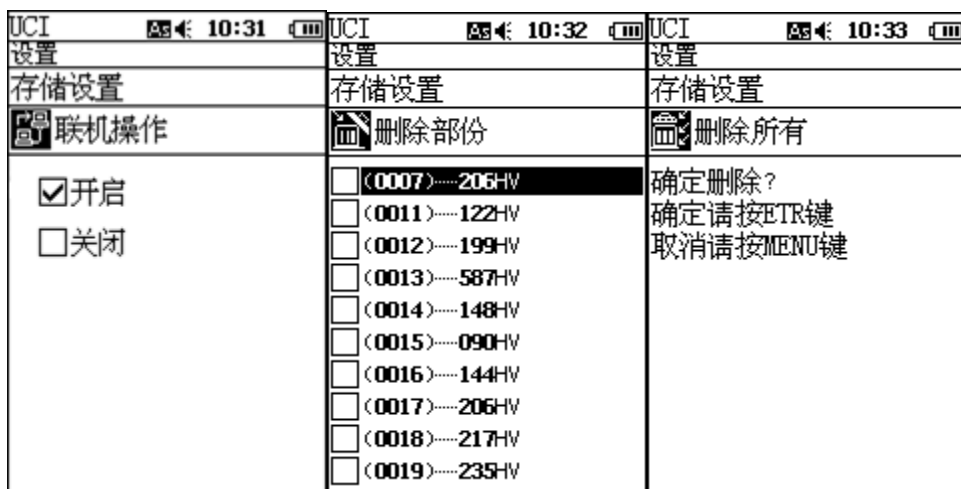 UCI As 10:31
设置
存储设置
联机操作
开启
关闭
UCI As 10:32
设置
存储设置
删除部份
(0007)┈206HV
(0011)┈122HV
(0012)┈199HV
(0013)┈587HV
(0014)┈148HV
(0015)┈090HV
(0016)┈144HV
(0017)┈206HV
(0018)┈217HV
(0019)┈235HV
UCI As 10:33
设置
存储设置
删除所有
确定删除?
确定请按ETR键
取消请按MENU键